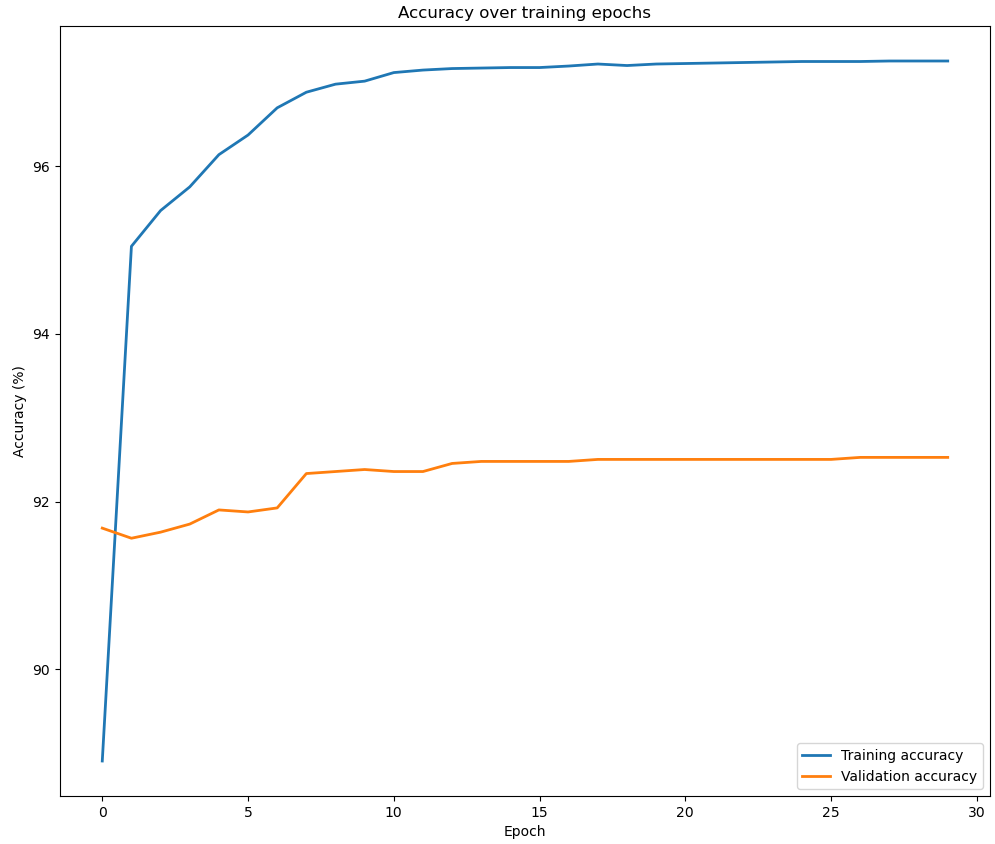 Accuracy over training epochs
Accuracy (%)
96
94
92
90
0 5 10 15 20 25 30
Epoch
Training accuracy
Validation accuracy